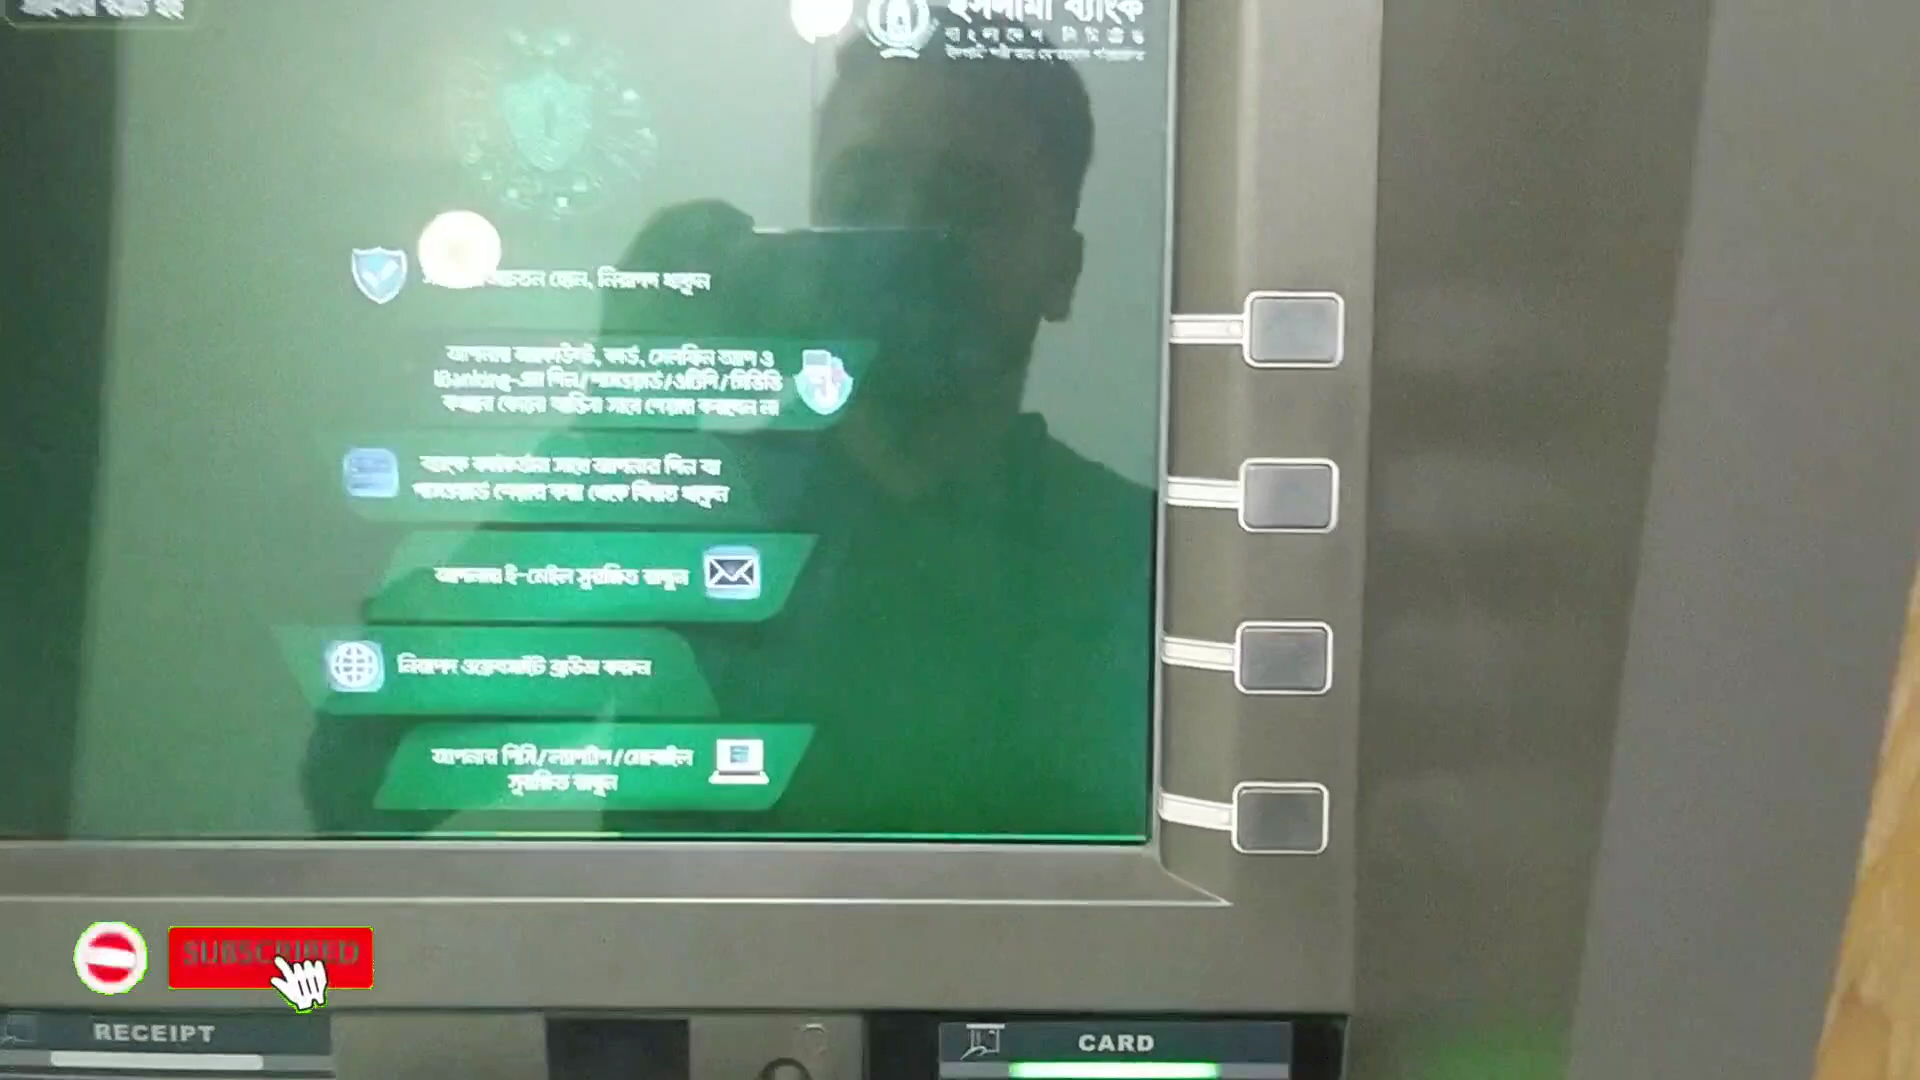 ইসলামী ব্যাংক
বাংলাদেশ লিমিটেড
সচেতন হোন, নিরাপদ থাকুন
আপনার অ্যাকাউন্ট, কার্ড, সেলফিন অ্যাপ ও
iBanking-এর পিন/পাসওয়ার্ড/ওটিপি/সিভিভি
কখনো কোনো ব্যক্তির সাথে শেয়ার করবেন না
ব্যাংক কর্মকর্তার সাথে আপনার পিন বা
পাসওয়ার্ড শেয়ার করা থেকে বিরত থাকুন
আপনার ই-মেইল সুরক্ষিত রাখুন
নিরাপদ ওয়েবসাইট ব্রাউজ করুন
আপনার পিসি/ল্যাপটপ/মোবাইল
সুরক্ষিত রাখুন
SUBSCRIBED
RECEIPT
CARD